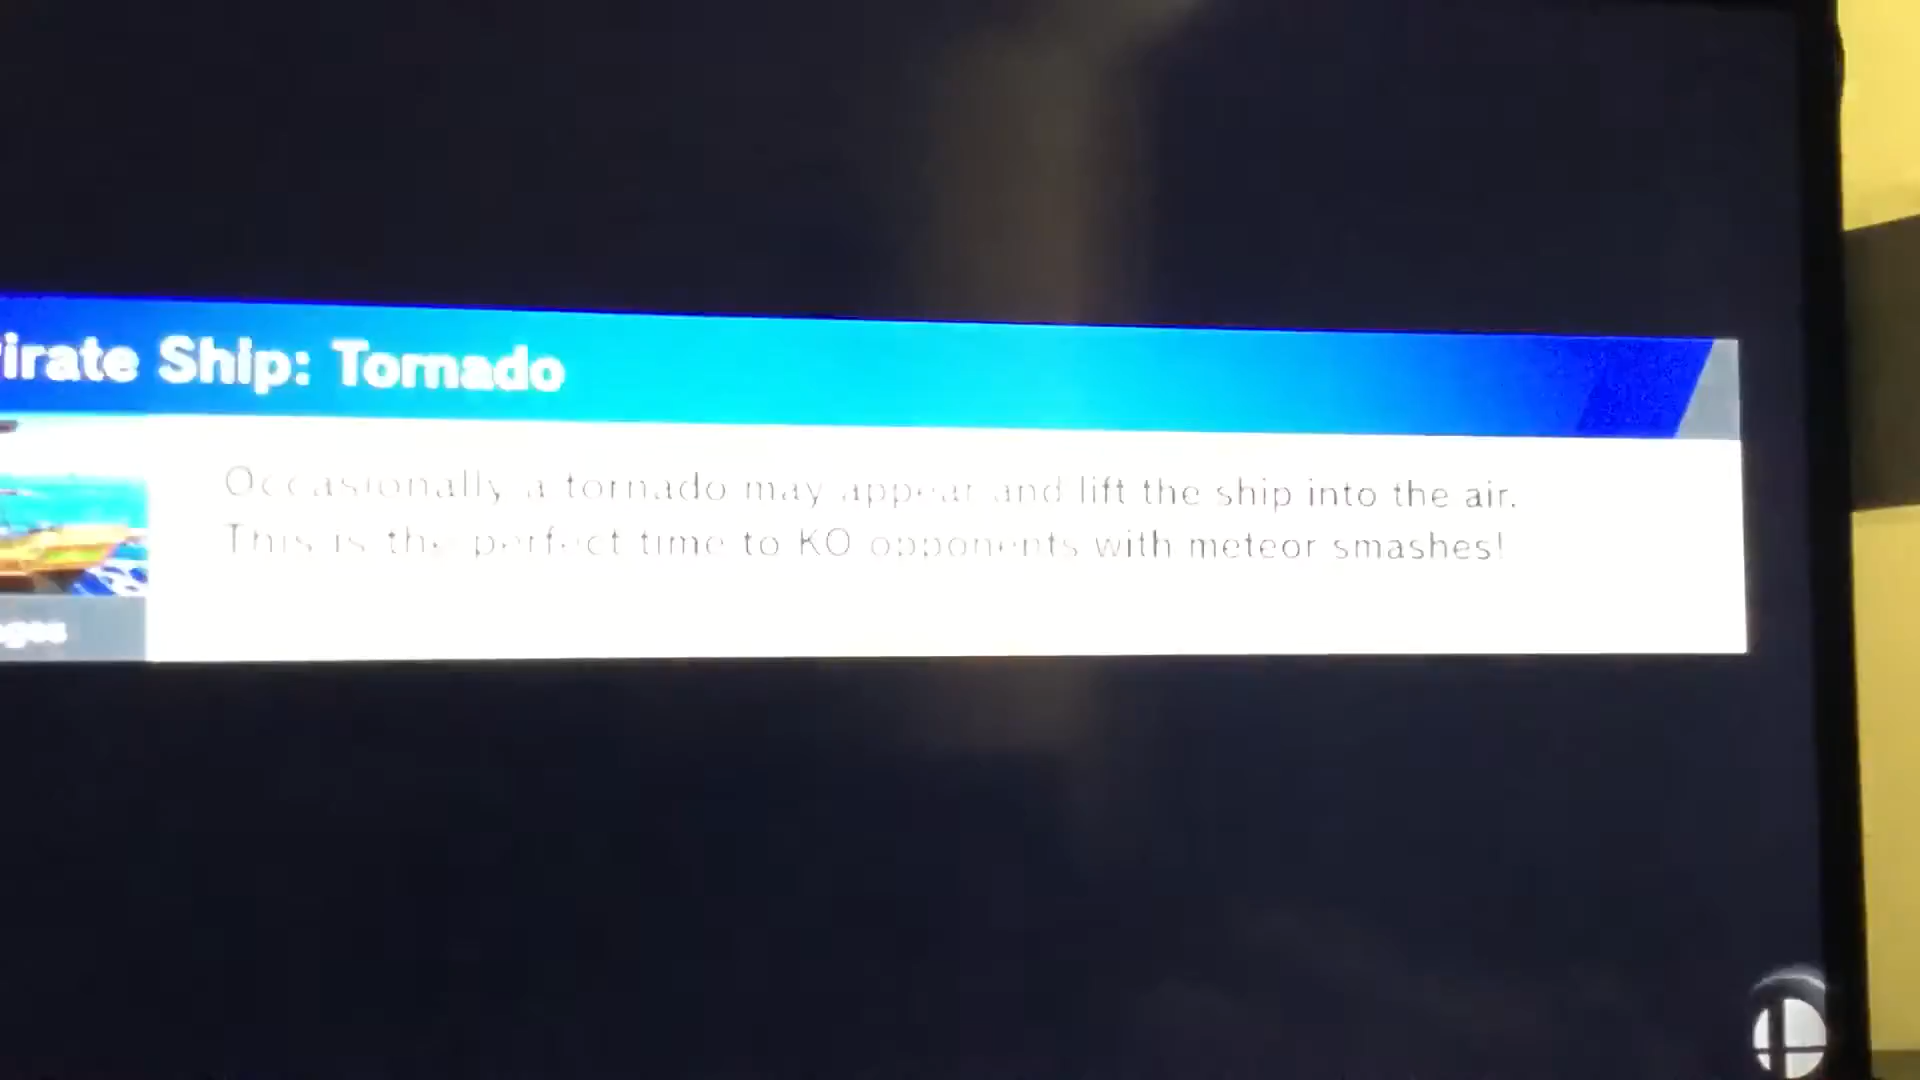 irate Ship: Tornado
Occasionally a tornado may appear and lift the ship into the air.
This is the perfect time to KO opponents with meteor smashes!
ges